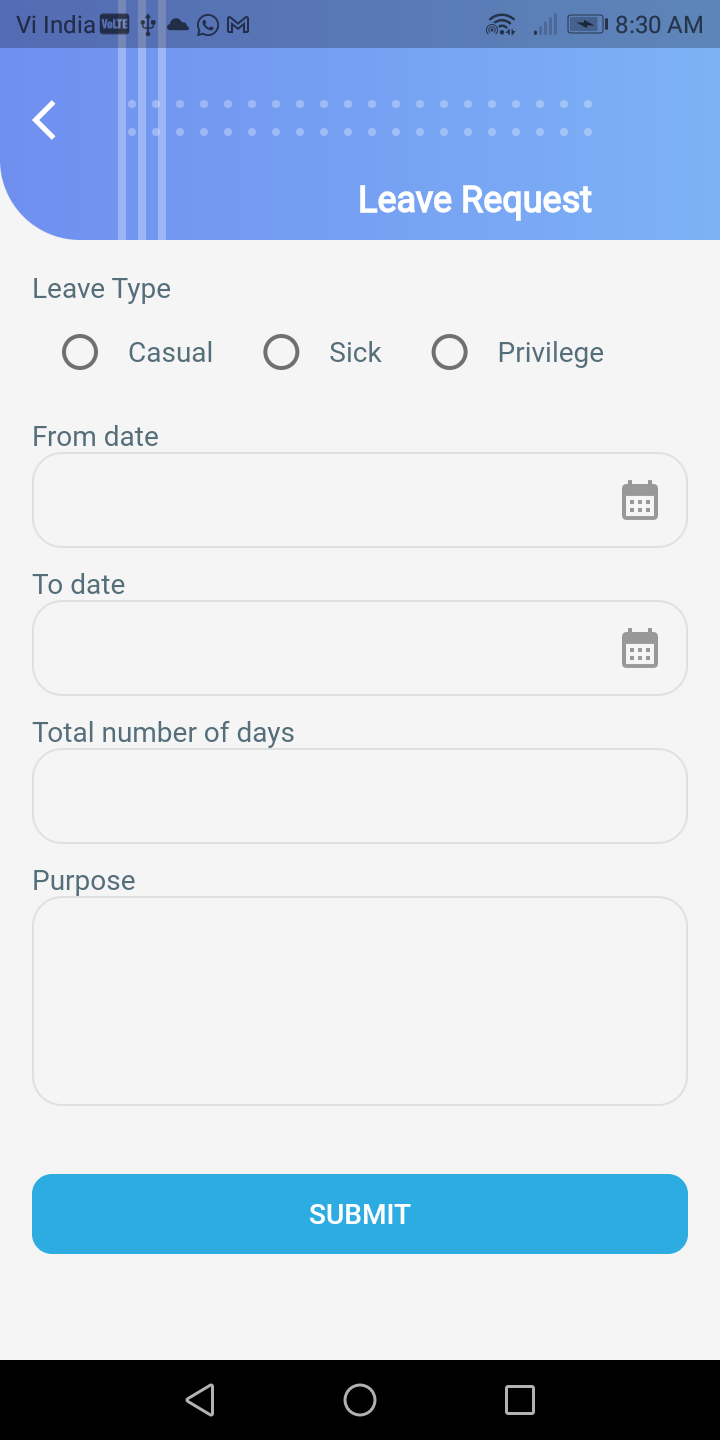 Vi India VoLTE 8:30 AM
Leave Request
Leave Type
Casual Sick Privilege
From date
To date
Total number of days
Purpose
SUBMIT